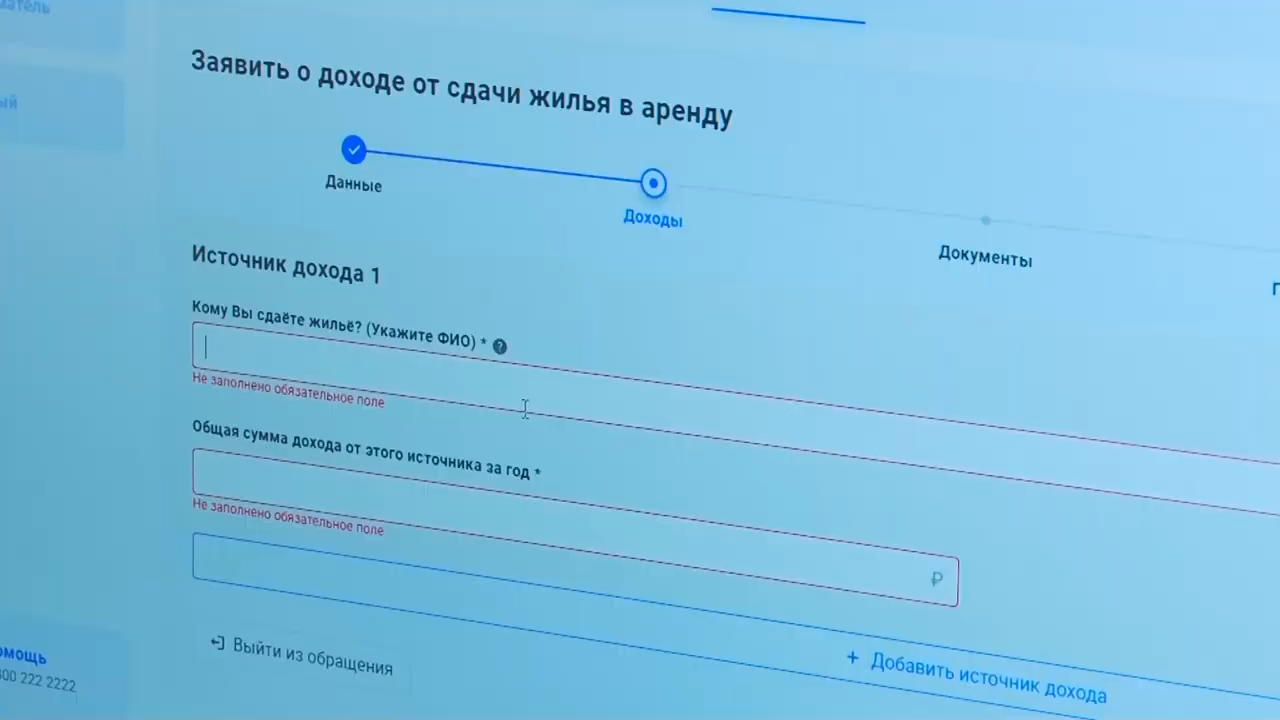 Заявить о доходе от сдачи жилья в аренду
Данные
Доходы
Документы
Источник дохода 1
Кому Вы сдаёте жильё? (Укажите ФИО) *
Не заполнено обязательное поле
Общая сумма дохода от этого источника за год *
Не заполнено обязательное поле
₽
+ Добавить источник дохода
Выйти из обращения
222 2222